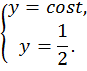 y = cost,
y = 1/2.